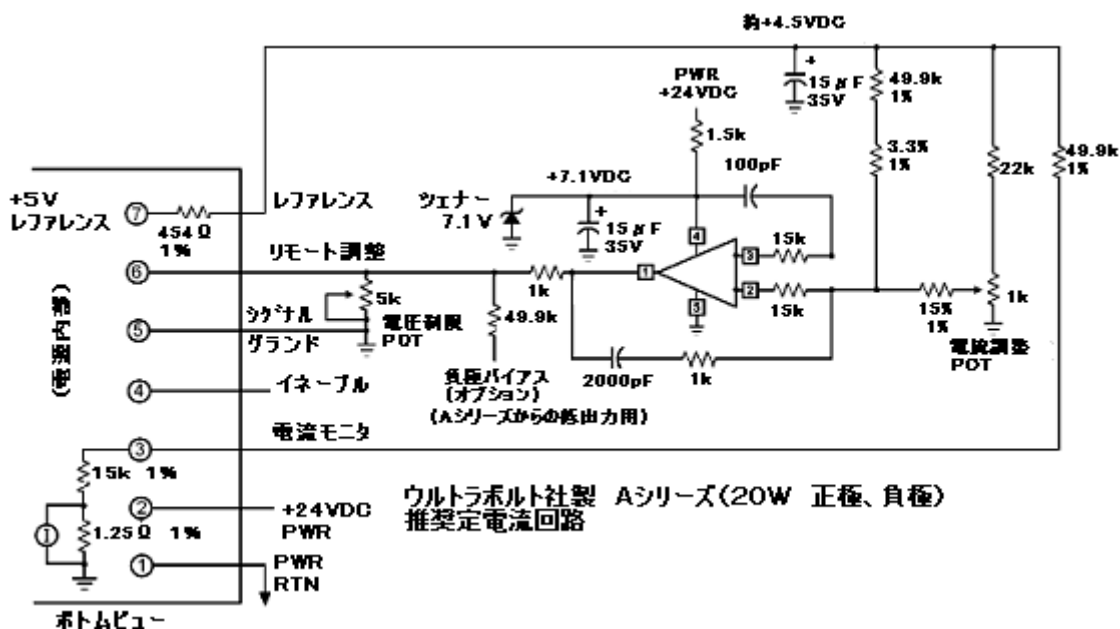 約+4.5VDC
+
15μF
35V
49.9k
1%
PWR
+24VDC
1.5k
3.3%
1%
22k
49.9k
1%
100pF
+7.1VDC
ツェナー
7.1V
+
15μF
35V
+5V
レファレンス
⑦
454Ω
1%
レファレンス
リモート調整
⑥
4
3
15k
1
2
15k
5
1k
5k
49.9k
15%
1%
1k
シグナル
グランド
⑤
電圧制限
POT
電流調整
POT
2000pF
1k
(電源内部)
④
イネーブル
負極バイアス
(オプション)
(Aシリーズからの低出力用)
電流モニタ
③
15k 1%
②
+24VDC
PWR
I
1.25Ω 1%
①
PWR
RTN
ウルトラボルト社製 Aシリーズ(20W 正極、負極)
推奨定電流回路
ボトムビュー